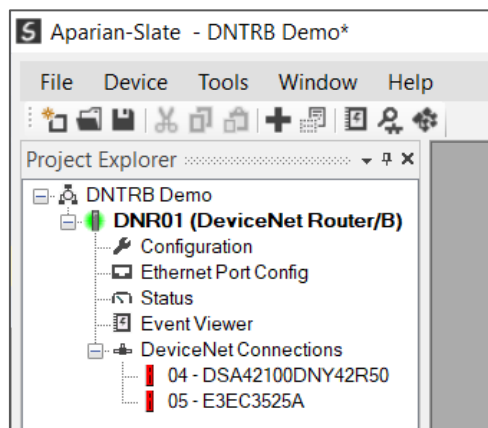 Aparian-Slate - DNTRB Demo*
File Device Tools Window Help
Project Explorer
DNTRB Demo
DNR01 (DeviceNet Router/B)
Configuration
Ethernet Port Config
Status
Event Viewer
DeviceNet Connections
04 - DSA42100DNY42R50
05 - E3EC3525A